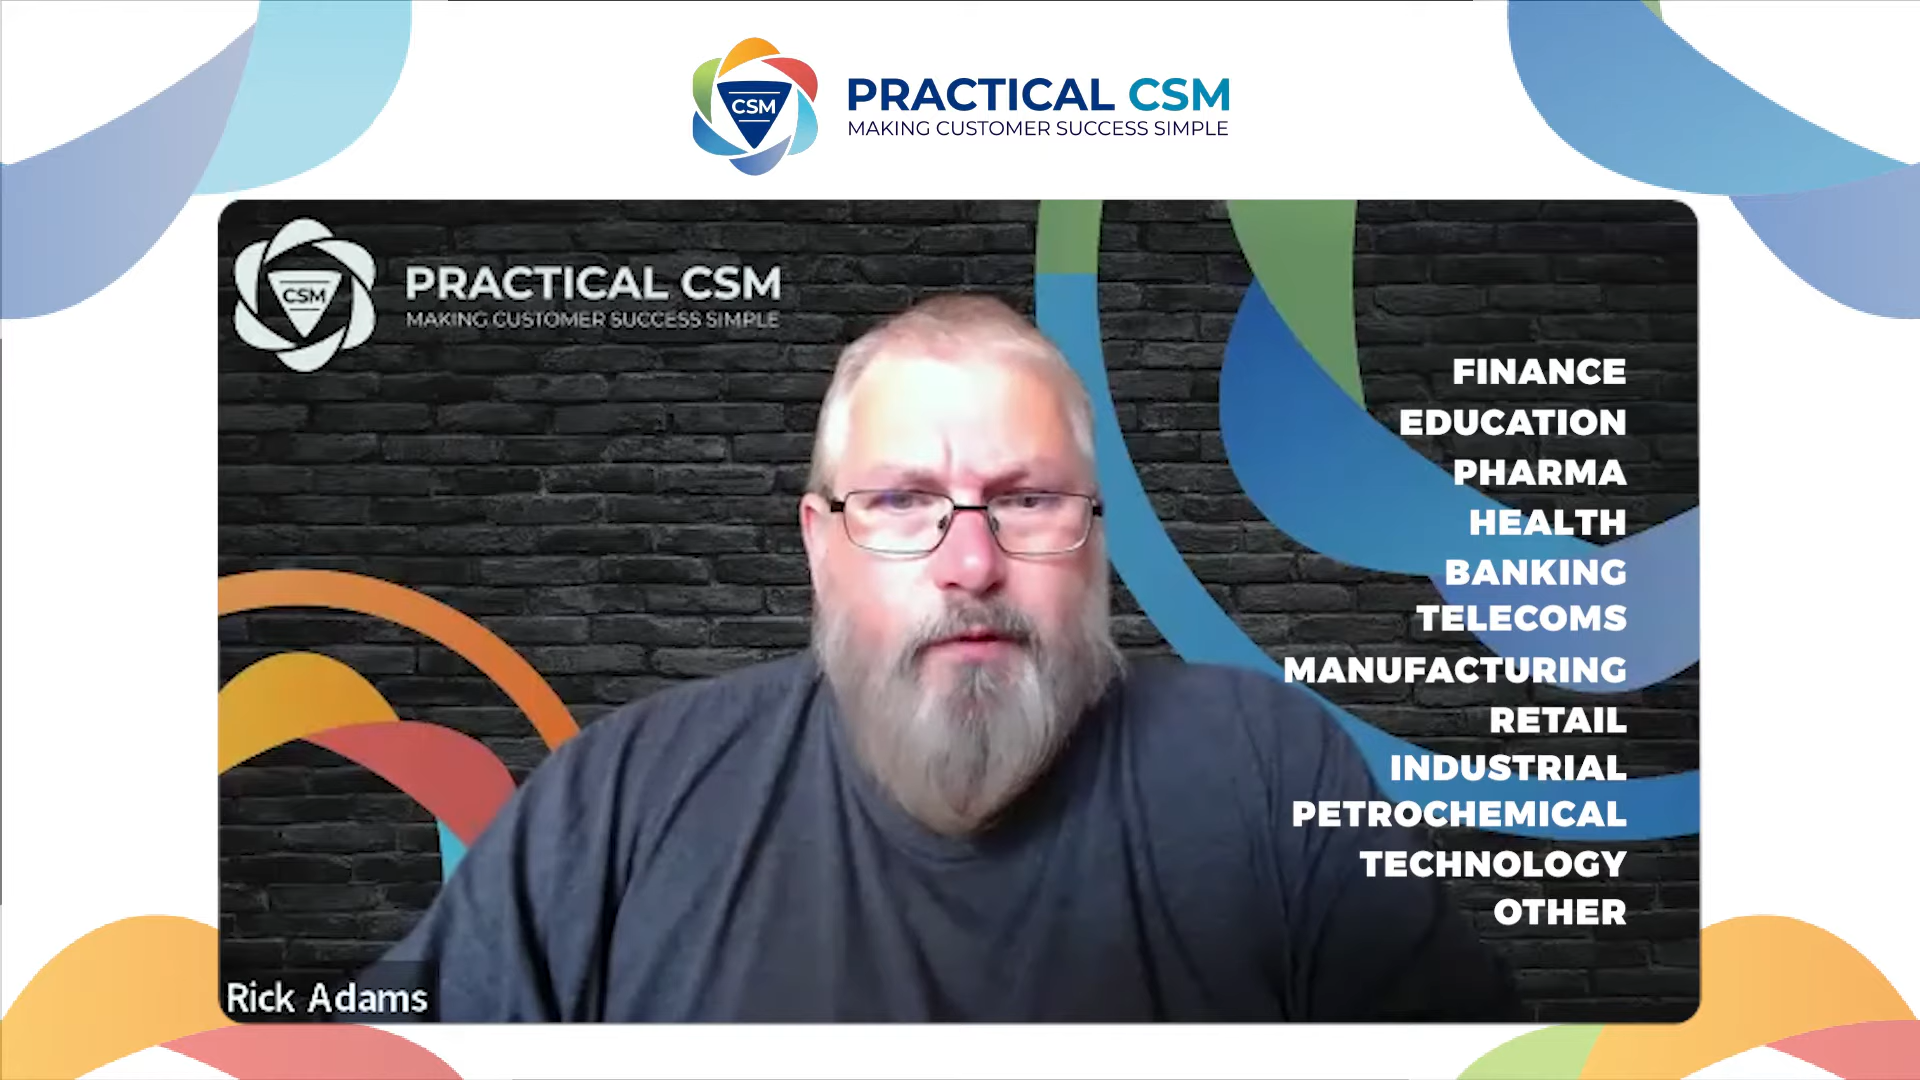 CSM
PRACTICAL CSM
MAKING CUSTOMER SUCCESS SIMPLE
CSM
PRACTICAL CSM
MAKING CUSTOMER SUCCESS SIMPLE
FINANCE
EDUCATION
PHARMA
HEALTH
BANKING
TELECOMS
MANUFACTURING
RETAIL
INDUSTRIAL
PETROCHEMICAL
TECHNOLOGY
OTHER
Rick Adams